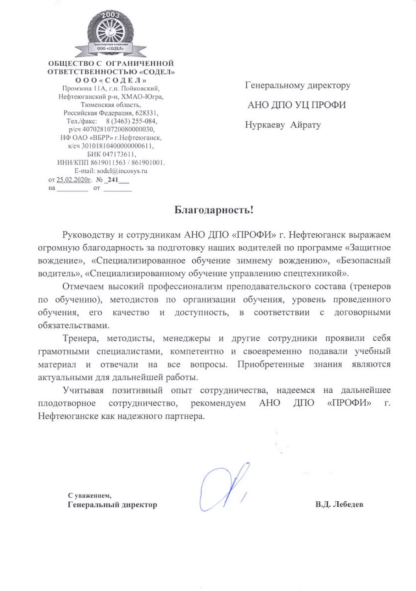 2003
ООО «СОДЕЛ»
ОБЩЕСТВО С ОГРАНИЧЕННОЙ
ОТВЕТСТВЕННОСТЬЮ «СОДЕЛ»
О О О « С О Д Е Л »
Промзона 11А, г.п. Пойковский,
Нефтеюганский р-н, ХМАО-Югра,
Тюменская область,
Российская Федерация, 628331,
Тел./факс: 8 (3463) 255-084,
р/сч 40702810720080000030,
НФ ОАО «ВБРР» г.Нефтеюганск,
к/сч 30101810400000000611,
БИК 047173611,
ИНН/КПП 8619011563 / 861901001.
E-mail: sodel@incosys.ru
от 25.02.2020г. № _241___
на ________ от ________
Генеральному директору
АНО ДПО УЦ ПРОФИ
Нуркаеву Айрату
Благодарность!
Руководству и сотрудникам АНО ДПО «ПРОФИ» г. Нефтеюганск выражаем
огромную благодарность за подготовку наших водителей по программе «Защитное
вождение», «Специализированное обучение зимнему вождению», «Безопасный
водитель», «Специализированному обучение управлению спецтехникой».
Отмечаем высокий профессионализм преподавательского состава (тренеров
по обучению), методистов по организации обучения, уровень проведенного
обучения, его качество и доступность, в соответствии с договорными
обязательствами.
Тренера, методисты, менеджеры и другие сотрудники проявили себя
грамотными специалистами, компетентно и своевременно подавали учебный
материал и отвечали на все вопросы. Приобретенные знания являются
актуальными для дальнейшей работы.
Учитывая позитивный опыт сотрудничества, надеемся на дальнейшее
плодотворное сотрудничество, рекомендуем АНО ДПО «ПРОФИ» г.
Нефтеюганске как надежного партнера.
С уважением,
Генеральный директор
В.Д. Лебедев